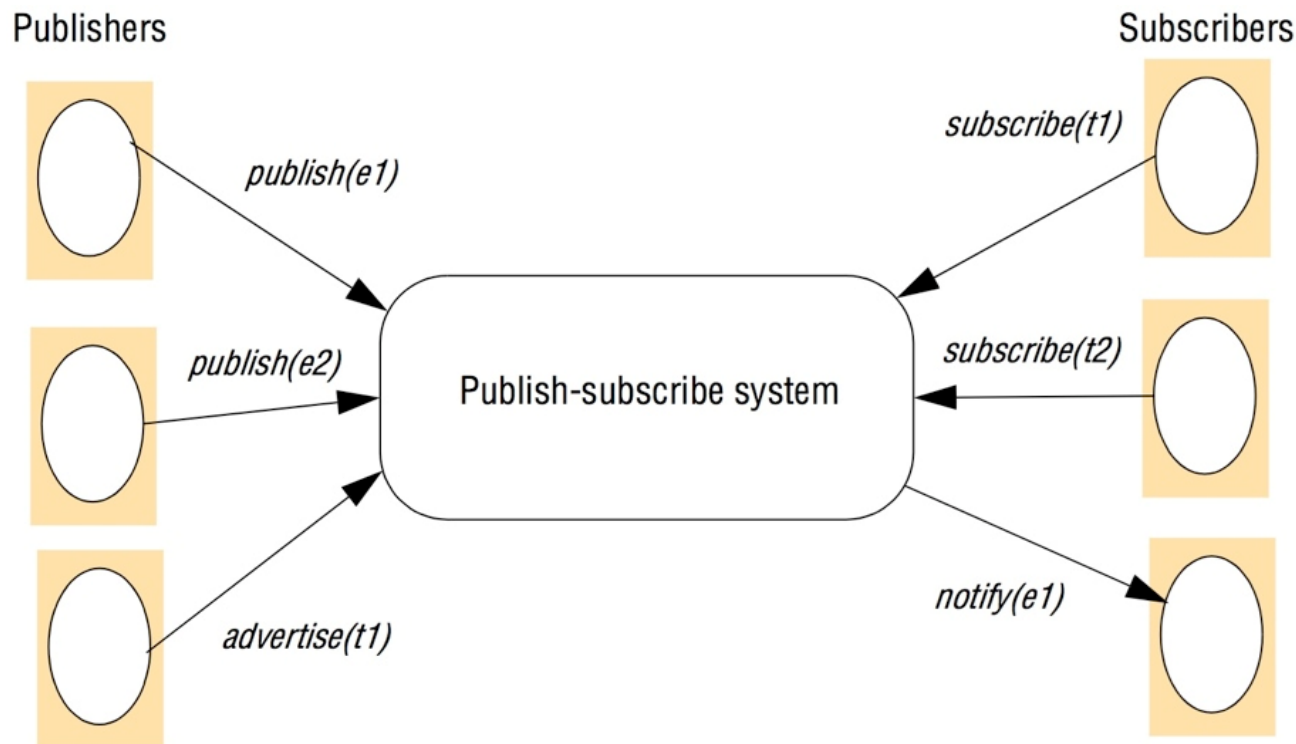 Publishers
Subscribers
subscribe(t1)
publish(e1)
subscribe(t2)
publish(e2)
Publish-subscribe system
notify(e1)
advertise(t1)